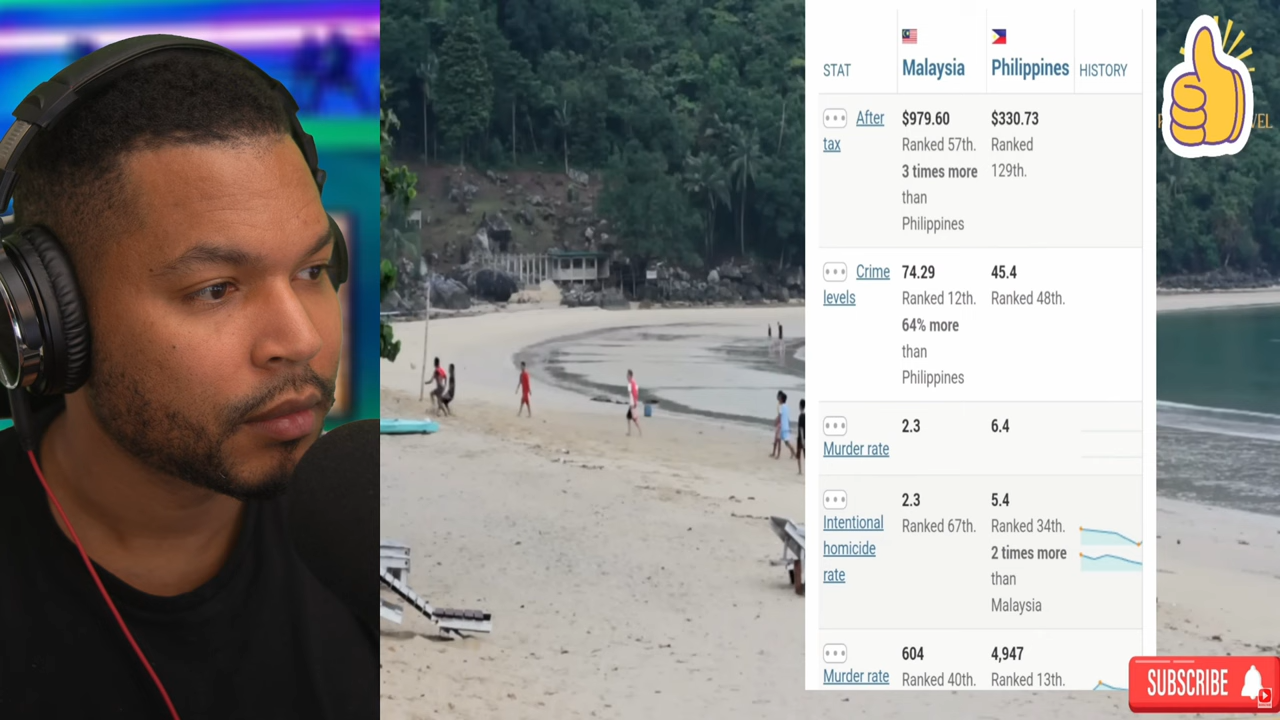 STAT Malaysia Philippines HISTORY
After tax
$979.60
Ranked 57th.
3 times more
than
Philippines
$330.73
Ranked
129th.
Crime levels
74.29
Ranked 12th.
64% more
than
Philippines
45.4
Ranked 48th.
Murder rate
2.3
6.4
Intentional
homicide
rate
2.3
Ranked 67th.
5.4
Ranked 34th.
2 times more
than
Malaysia
Murder rate
604
Ranked 40th.
4,947
Ranked 13th.
SUBSCRIBE